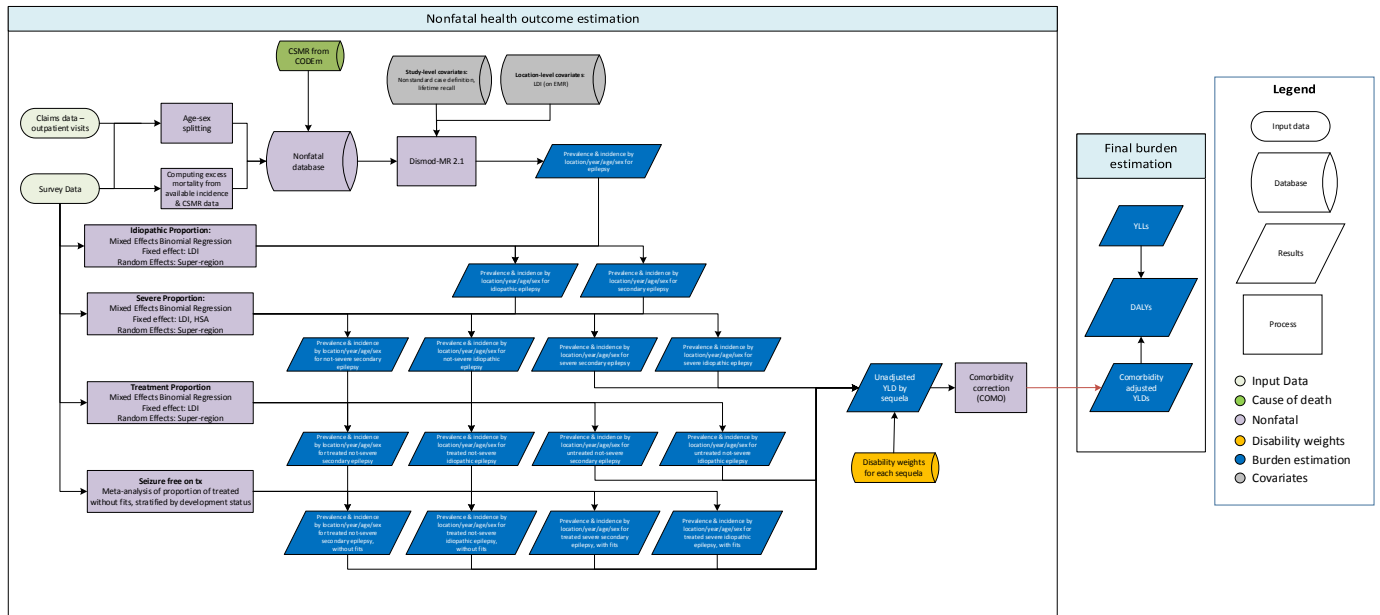 Nonfatal health outcome estimation
CSMR from
CODEm
Study-level covariates:
Nonstandard case definition,
lifetime recall
Location-level covariates:
LDI (on EMR)
Claims data –
outpatient visits
Age-sex
splitting
Nonfatal
database
Dismod-MR 2.1
Prevalence & incidence by
location/year/age/sex for
epilepsy
Survey Data
Computing excess
mortality from
available incidence
& CSMR data
Idiopathic Proportion:
Mixed Effects Binomial Regression
Fixed effect: LDI
Random Effects: Super-region
Prevalence & incidence by
location/year/age/sex for
idiopathic epilepsy
Prevalence & incidence by
location/year/age/sex for
secondary epilepsy
Severe Proportion:
Mixed Effects Binomial Regression
Fixed effect: LDI, HSA
Random Effects: Super-region
Prevalence & incidence
by location/year/age/sex
for not-severe secondary
epilepsy
Prevalence & incidence by
location/year/age/sex for
not-severe idiopathic
epilepsy
Prevalence & incidence by
location/year/age/sex for
severe secondary epilepsy
Prevalence & incidence by
location/year/age/sex for
severe idiopathic epilepsy
Treatment Proportion
Mixed Effects Binomial Regression
Fixed effect: LDI
Random Effects: Super-region
Prevalence & incidence
by location/year/age/sex
for treated not-severe
secondary epilepsy
Prevalence & incidence by
location/year/age/sex for
treated not-severe
idiopathic epilepsy
Prevalence & incidence by
location/year/age/sex for
untreated not-severe
secondary epilepsy
Prevalence & incidence by
location/year/age/sex for
untreated not-severe
idiopathic epilepsy
Seizure free on tx
Meta-analysis of proportion of treated
without fits, stratified by development status
Prevalence & incidence
by location/year/age/sex
for treated not-severe
secondary epilepsy,
without fits
Prevalence & incidence by
location/year/age/sex for
treated not-severe
idiopathic epilepsy,
without fits
Prevalence & incidence by
location/year/age/sex for
treated severe secondary
epilepsy, with fits
Prevalence & incidence by
location/year/age/sex for
treated severe idiopathic
epilepsy, with fits
Unadjusted
YLD by
sequela
Comorbidity
correction
(COMO)
Disability weights
for each sequela
Final burden
estimation
YLLs
DALYs
Comorbidity
adjusted
YLDs
Legend
Input data
Database
Results
Process
Input Data
Cause of death
Nonfatal
Disability weights
Burden estimation
Covariates